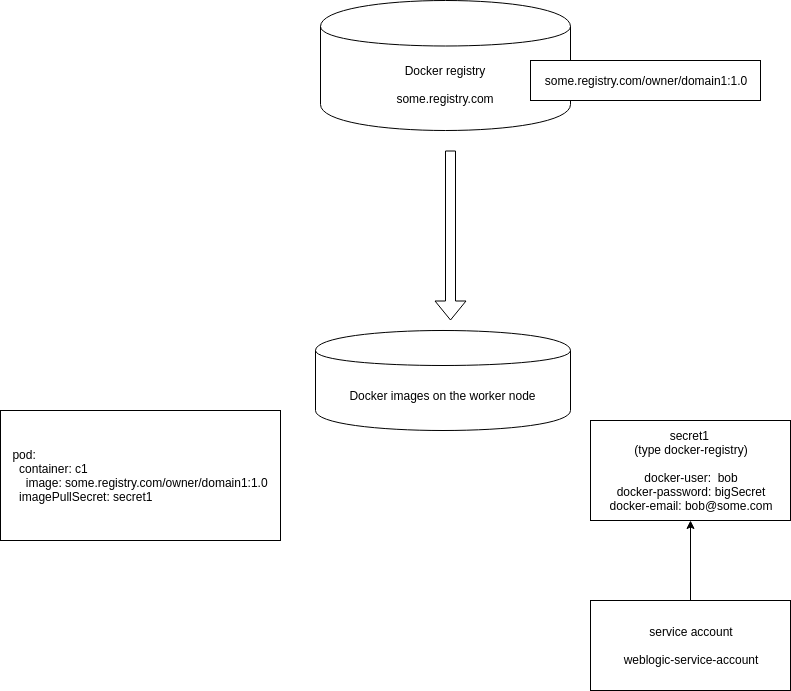 Docker registry
some.registry.com
some.registry.com/owner/domain1:1.0
Docker images on the worker node
pod:
container: c1
image: some.registry.com/owner/domain1:1.0
imagePullSecret: secret1
secret1
(type docker-registry)
docker-user:  bob
docker-password: bigSecret
docker-email: bob@some.com
service account
weblogic-service-account